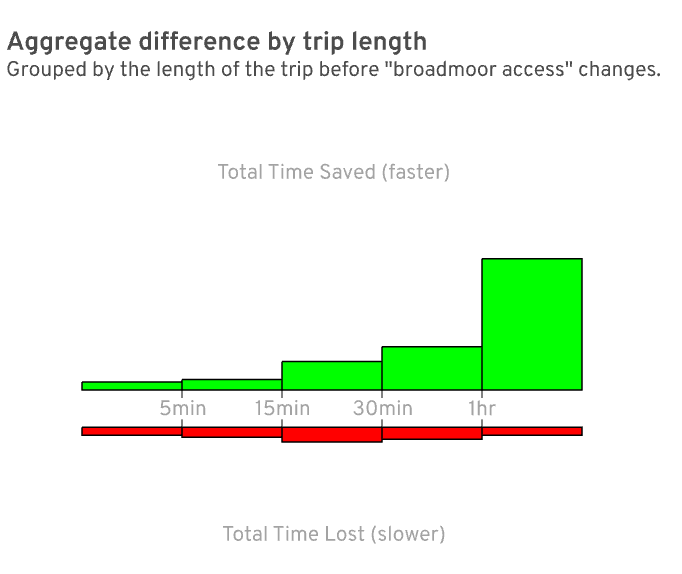 Aggregate difference by trip length
Grouped by the length of the trip before "broadmoor access" changes.
Total Time Saved (faster)
5min 15min 30min 1hr
Total Time Lost (slower)